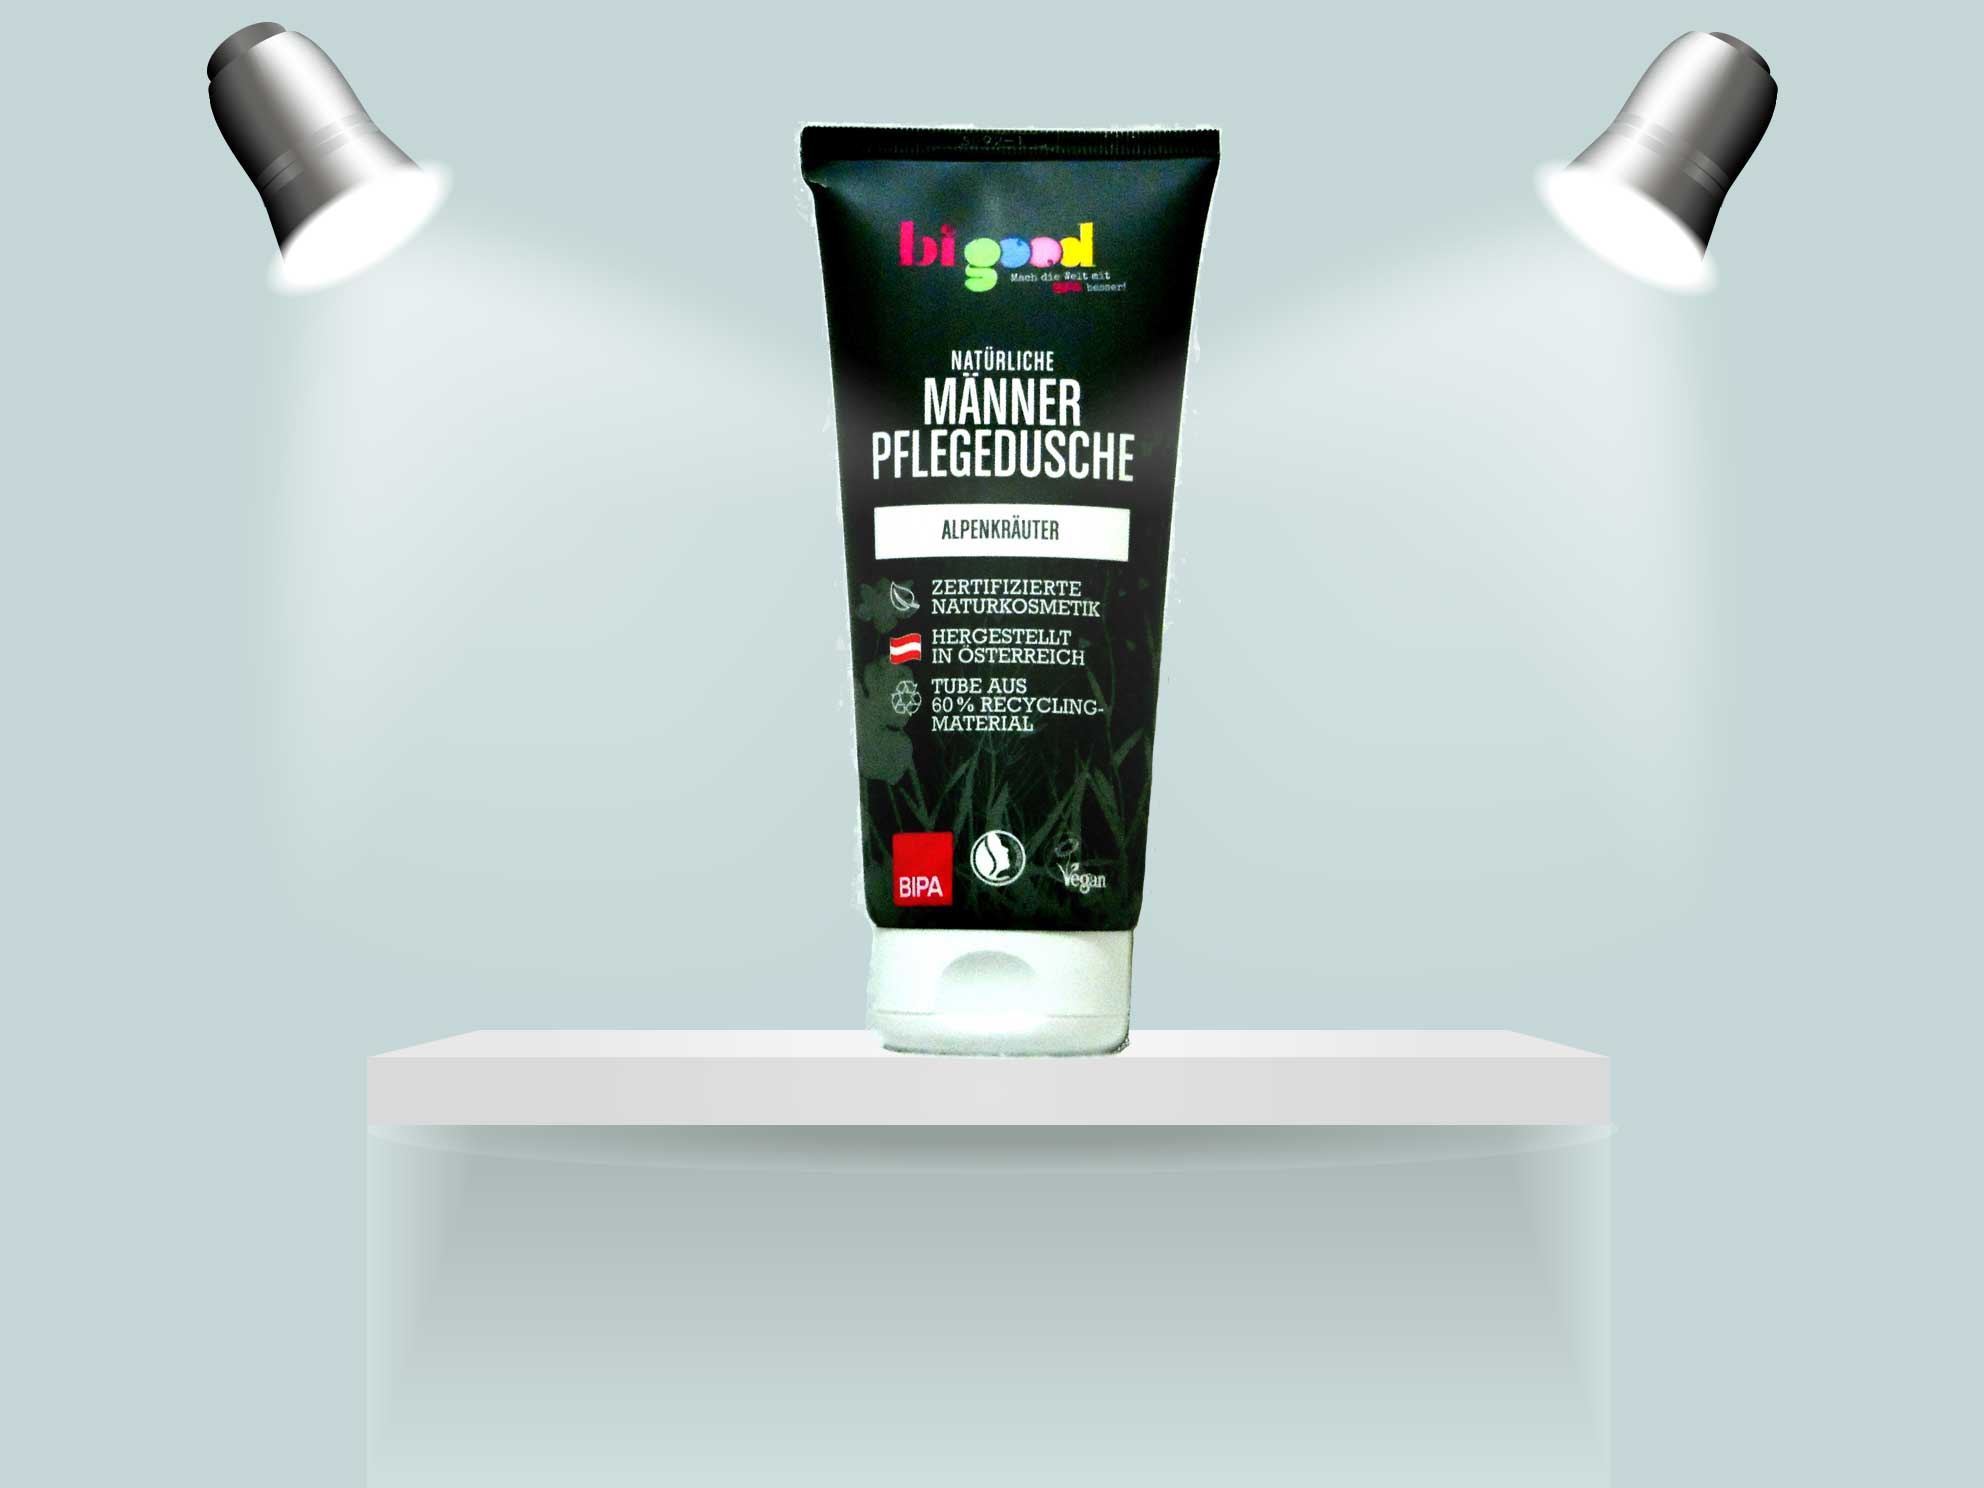 bi good
Mach die Welt mit
BIPA besser!
NATÜRLICHE
MÄNNER
PFLEGEDUSCHE
ALPENKRÄUTER
ZERTIFIZIERTE
NATURKOSMETIK
HERGESTELLT
IN ÖSTERREICH
TUBE AUS
60% RECYCLING-
MATERIAL
BIPA
Vegan